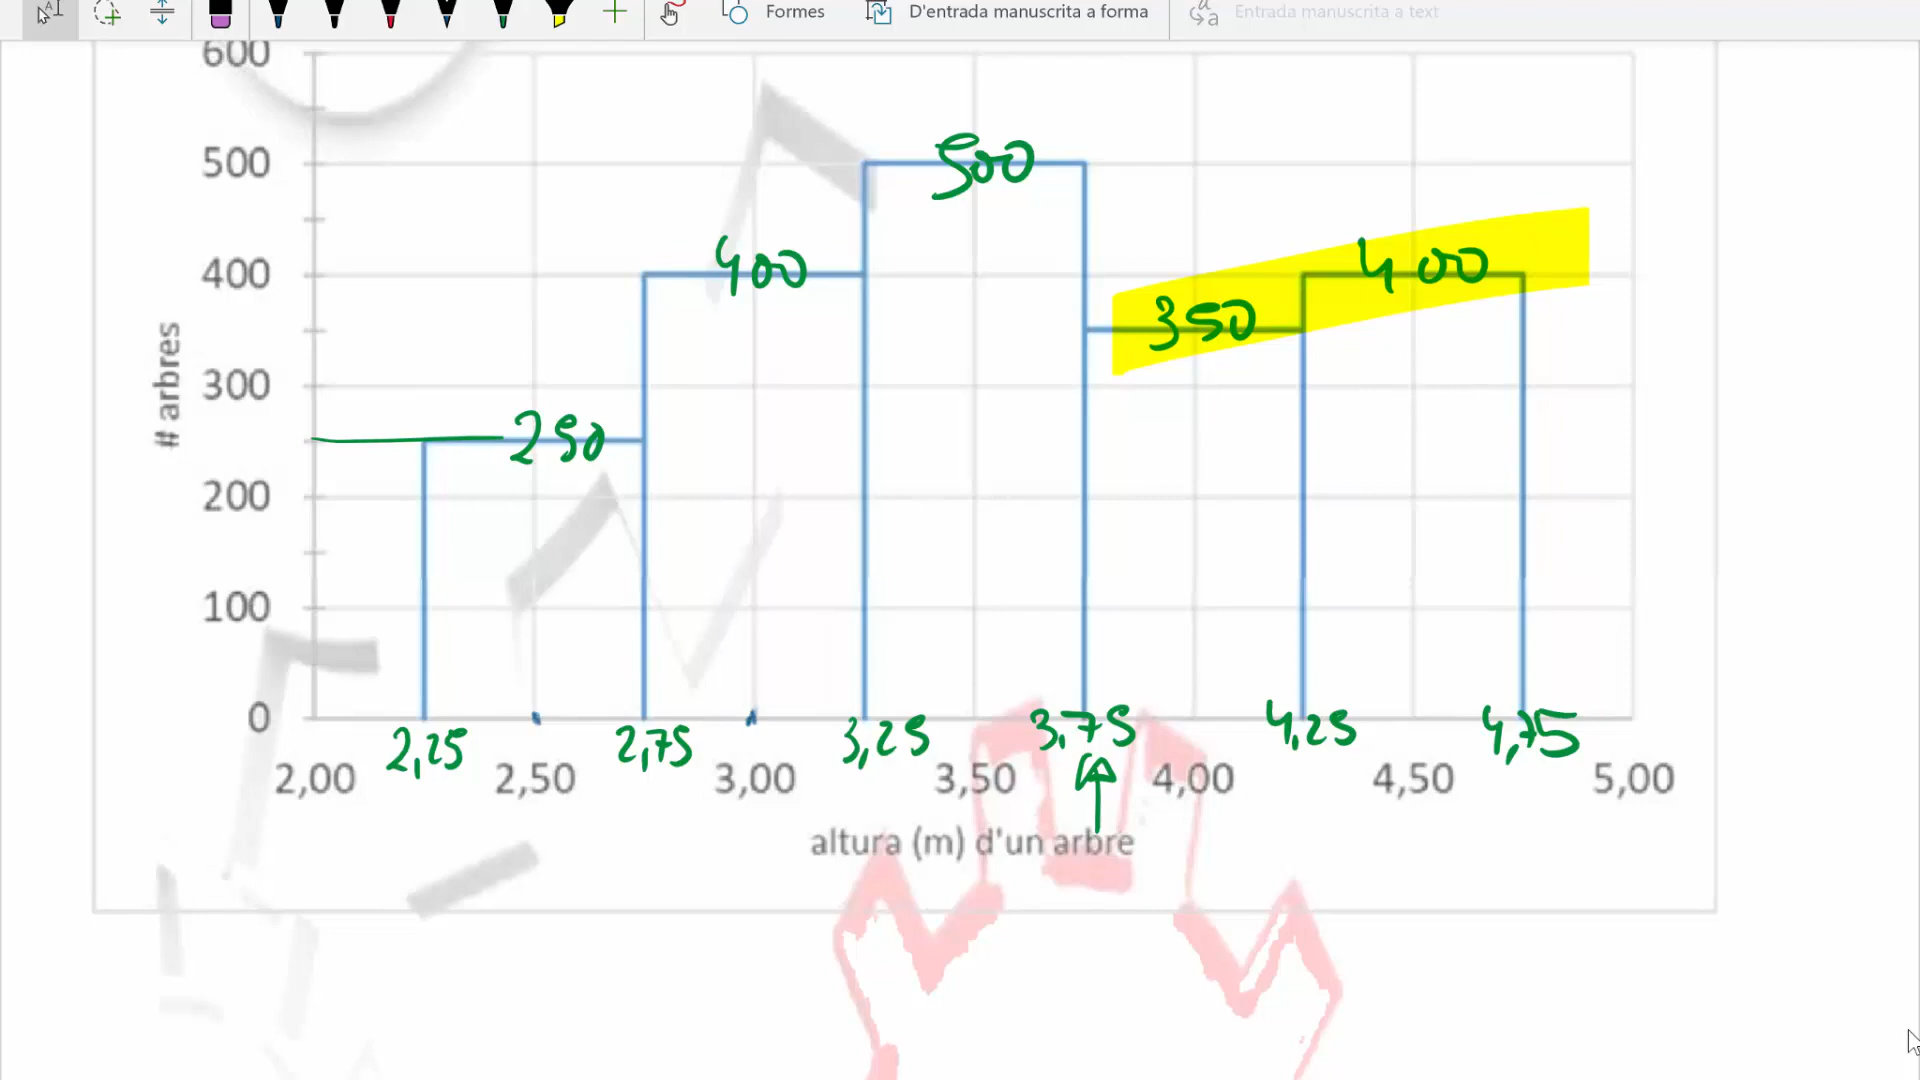 Formes D'entrada manuscrita a forma Entrada manuscrita a text
600
500
500
400
400
400
350
# arbres
300
250
200
100
0
2,25 2,75 3,25 3,75 4,25 4,75
2,00 2,50 3,00 3,50 4,00 4,50 5,00
altura (m) d'un arbre